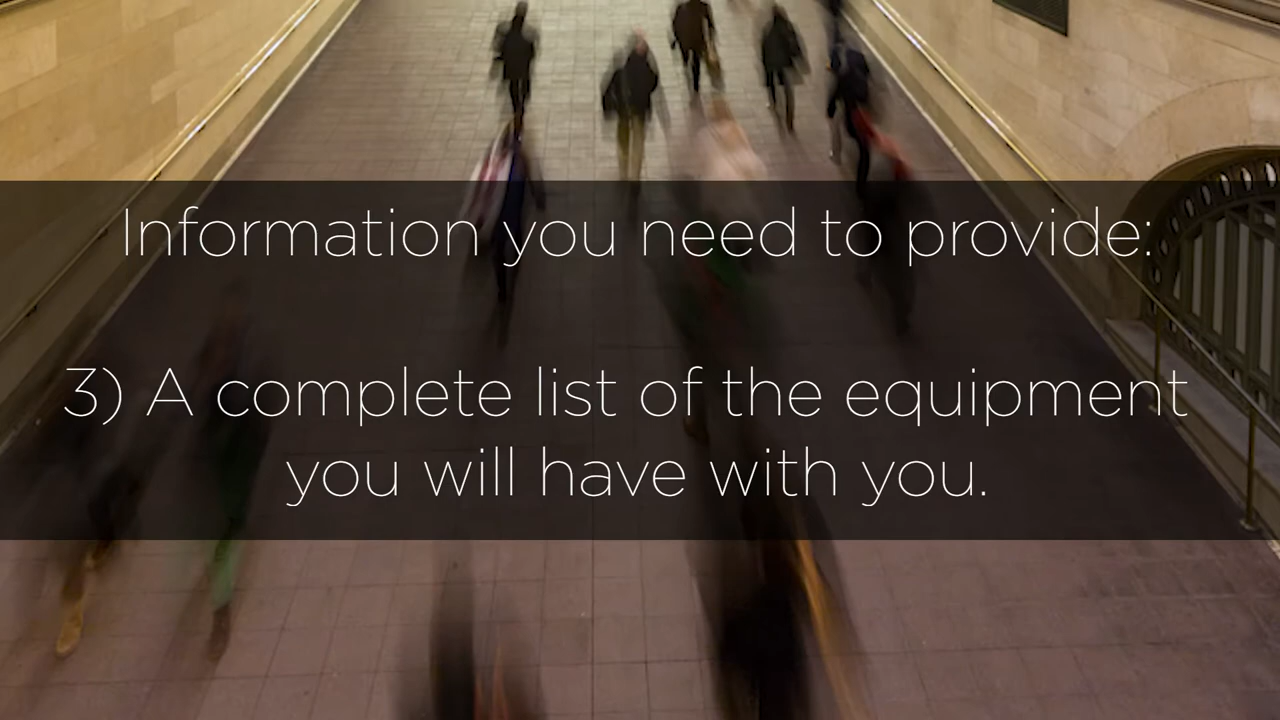 Information you need to provide:
3) A complete list of the equipment
you will have with you.